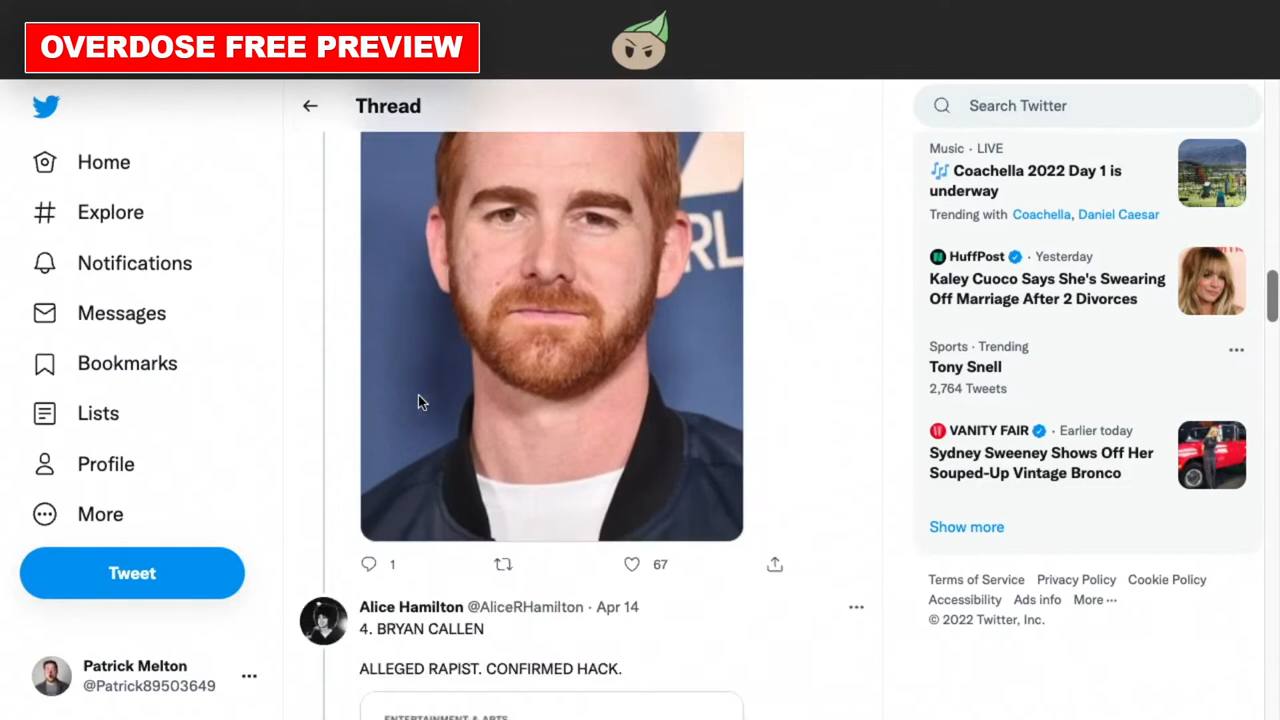 OVERDOSE FREE PREVIEW
Home
Explore
Notifications
Messages
Bookmarks
Lists
Profile
More
Tweet
Patrick Melton
@Patrick89503649
Thread
RL
1
67
Alice Hamilton @AliceRHamilton · Apr 14
4. BRYAN CALLEN
ALLEGED RAPIST. CONFIRMED HACK.
ENTERTAINMENT & ARTS
Search Twitter
Music · LIVE
🎶 Coachella 2022 Day 1 is
underway
Trending with Coachella, Daniel Caesar
HuffPost · Yesterday
Kaley Cuoco Says She's Swearing
Off Marriage After 2 Divorces
Sports · Trending
Tony Snell
2,764 Tweets
VANITY FAIR · Earlier today
Sydney Sweeney Shows Off Her
Souped-Up Vintage Bronco
Show more
Terms of Service Privacy Policy Cookie Policy
Accessibility Ads info More ···
© 2022 Twitter, Inc.